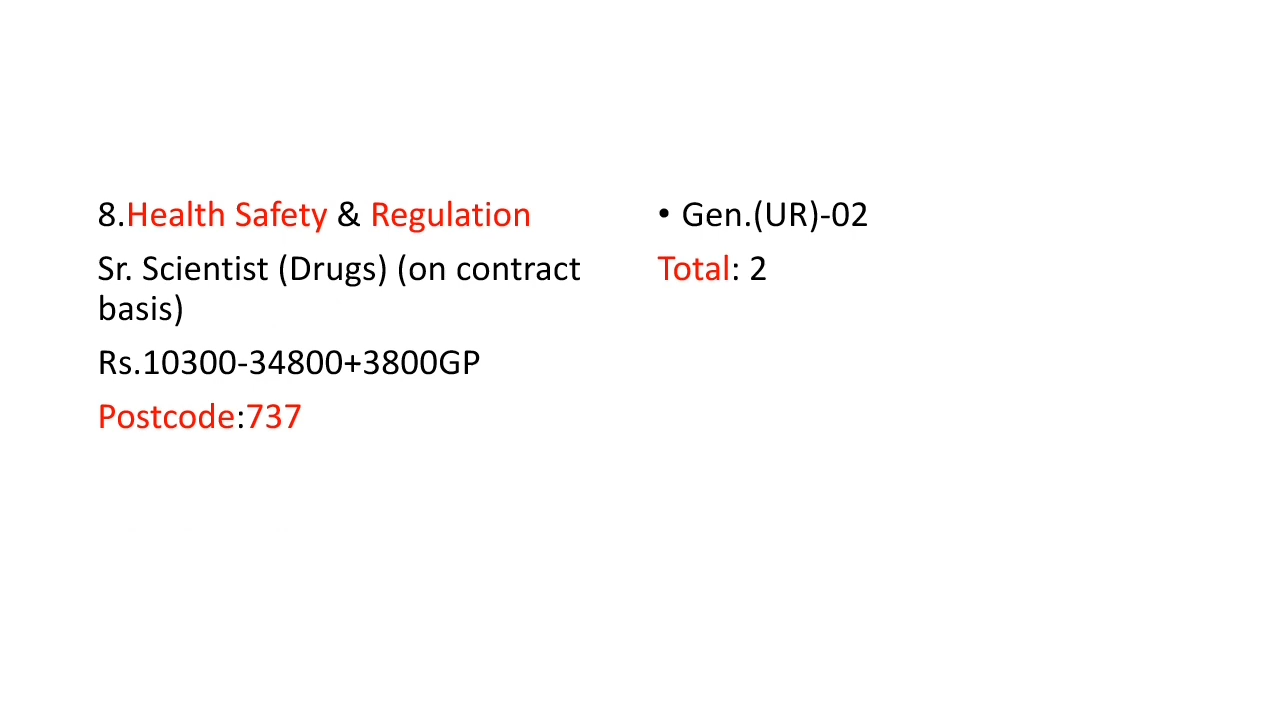 8.Health Safety & Regulation
Sr. Scientist (Drugs) (on contract
basis)
Rs.10300-34800+3800GP
Postcode:737
• Gen.(UR)-02
Total: 2